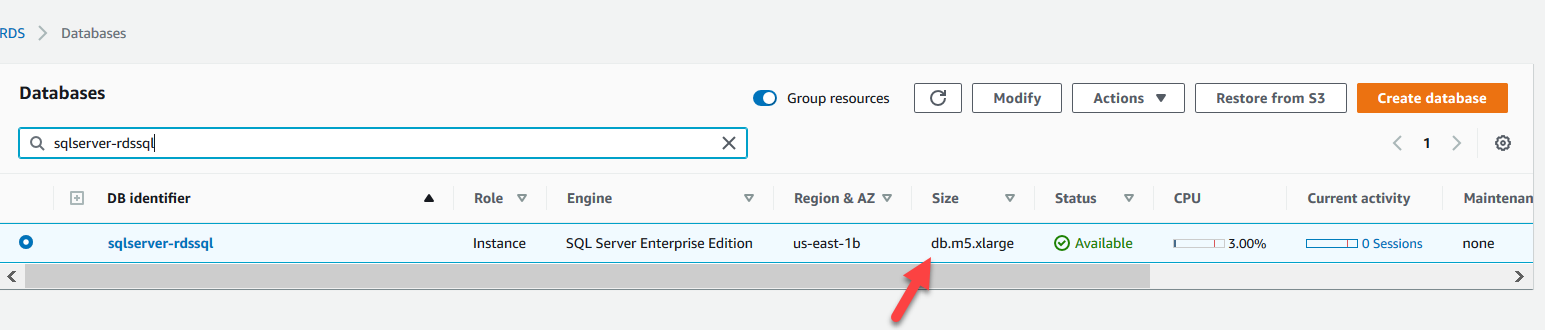 RDS Databases
Databases Group resources Modify Actions Restore from S3 Create database
sqlserver-rdssql 1
DB identifier Role Engine Region & AZ Size Status CPU Current activity Maintenan
sqlserver-rdssql Instance SQL Server Enterprise Edition us-east-1b db.m5.xlarge Available 3.00% 0 Sessions none